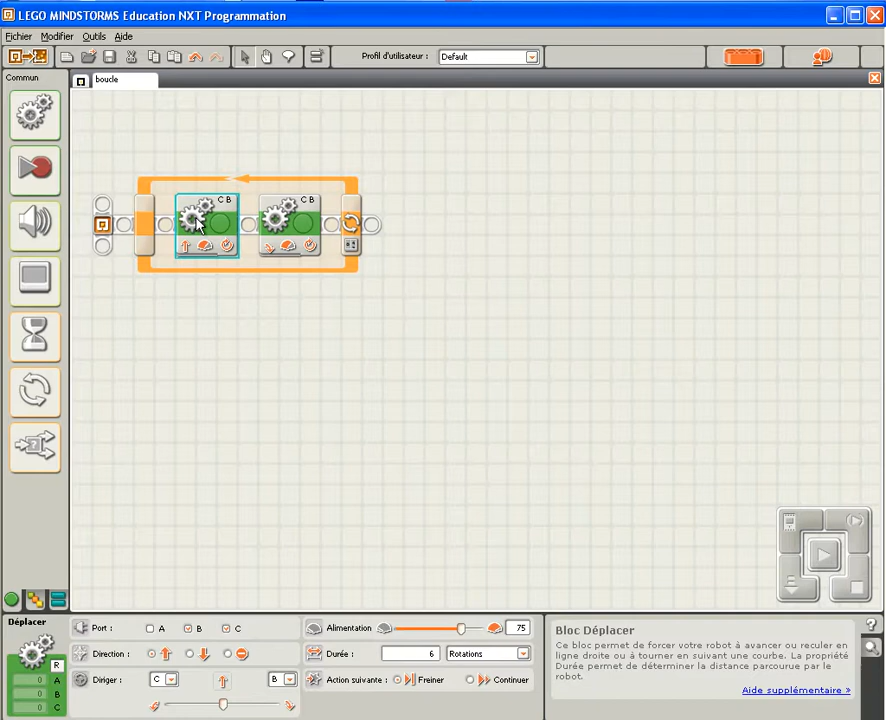 LEGO MINDSTORMS Education NXT Programmation
Fichier Modifier Outils Aide
Profil d'utilisateur : Default
Commun
boucle
C B
C B
Déplacer
R
0 A
0 B
0 C
Port : A B C
Direction :
Diriger : C B
Alimentation : 75
Durée : 6 Rotations
Action suivante : Freiner Continuer
Bloc Déplacer
Ce bloc permet de forcer votre robot à avancer ou reculer en
ligne droite ou à tourner en suivant une courbe. La propriété
Durée permet de déterminer la distance parcourue par le
robot.
Aide supplémentaire »
?